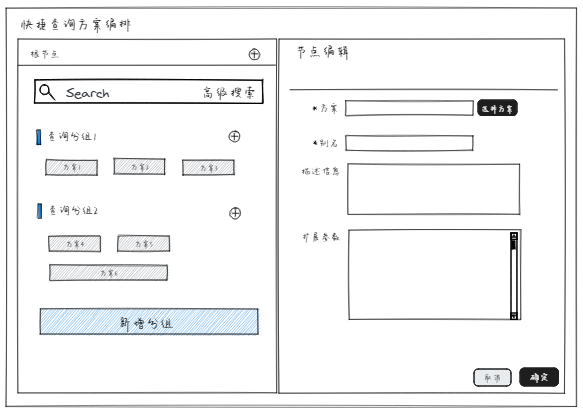 快捷查询方案编排
根节点
Search 高级搜索
查询分组1
方案1 方案2 方案3
查询分组2
方案4 方案5
方案6
新增分组
节点编辑
*方案 选择方案
*别名
描述信息
扩展参数
取消 确定